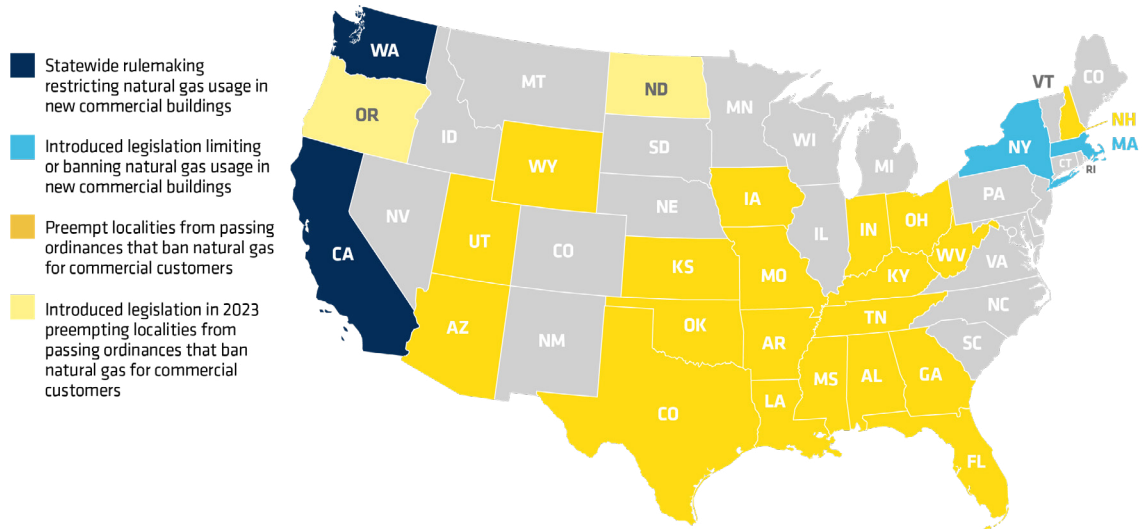 Statewide rulemaking
restricting natural gas usage in
new commercial buildings
Introduced legislation limiting
or banning natural gas usage in
new commercial buildings
Preempt localities from passing
ordinances that ban natural gas
for commercial customers
Introduced legislation in 2023
preempting localities from
passing ordinances that ban
natural gas for commercial
customers
WA
MT
ND
MN
VT
CO
OR
ID
SD
WI
MI
NY
NH
MA
CT
RI
WY
NV
UT
CO
NE
IA
IL
IN
OH
PA
CA
KS
MO
KY
WV
VA
AZ
NM
OK
AR
TN
NC
SC
CO
LA
MS
AL
GA
FL